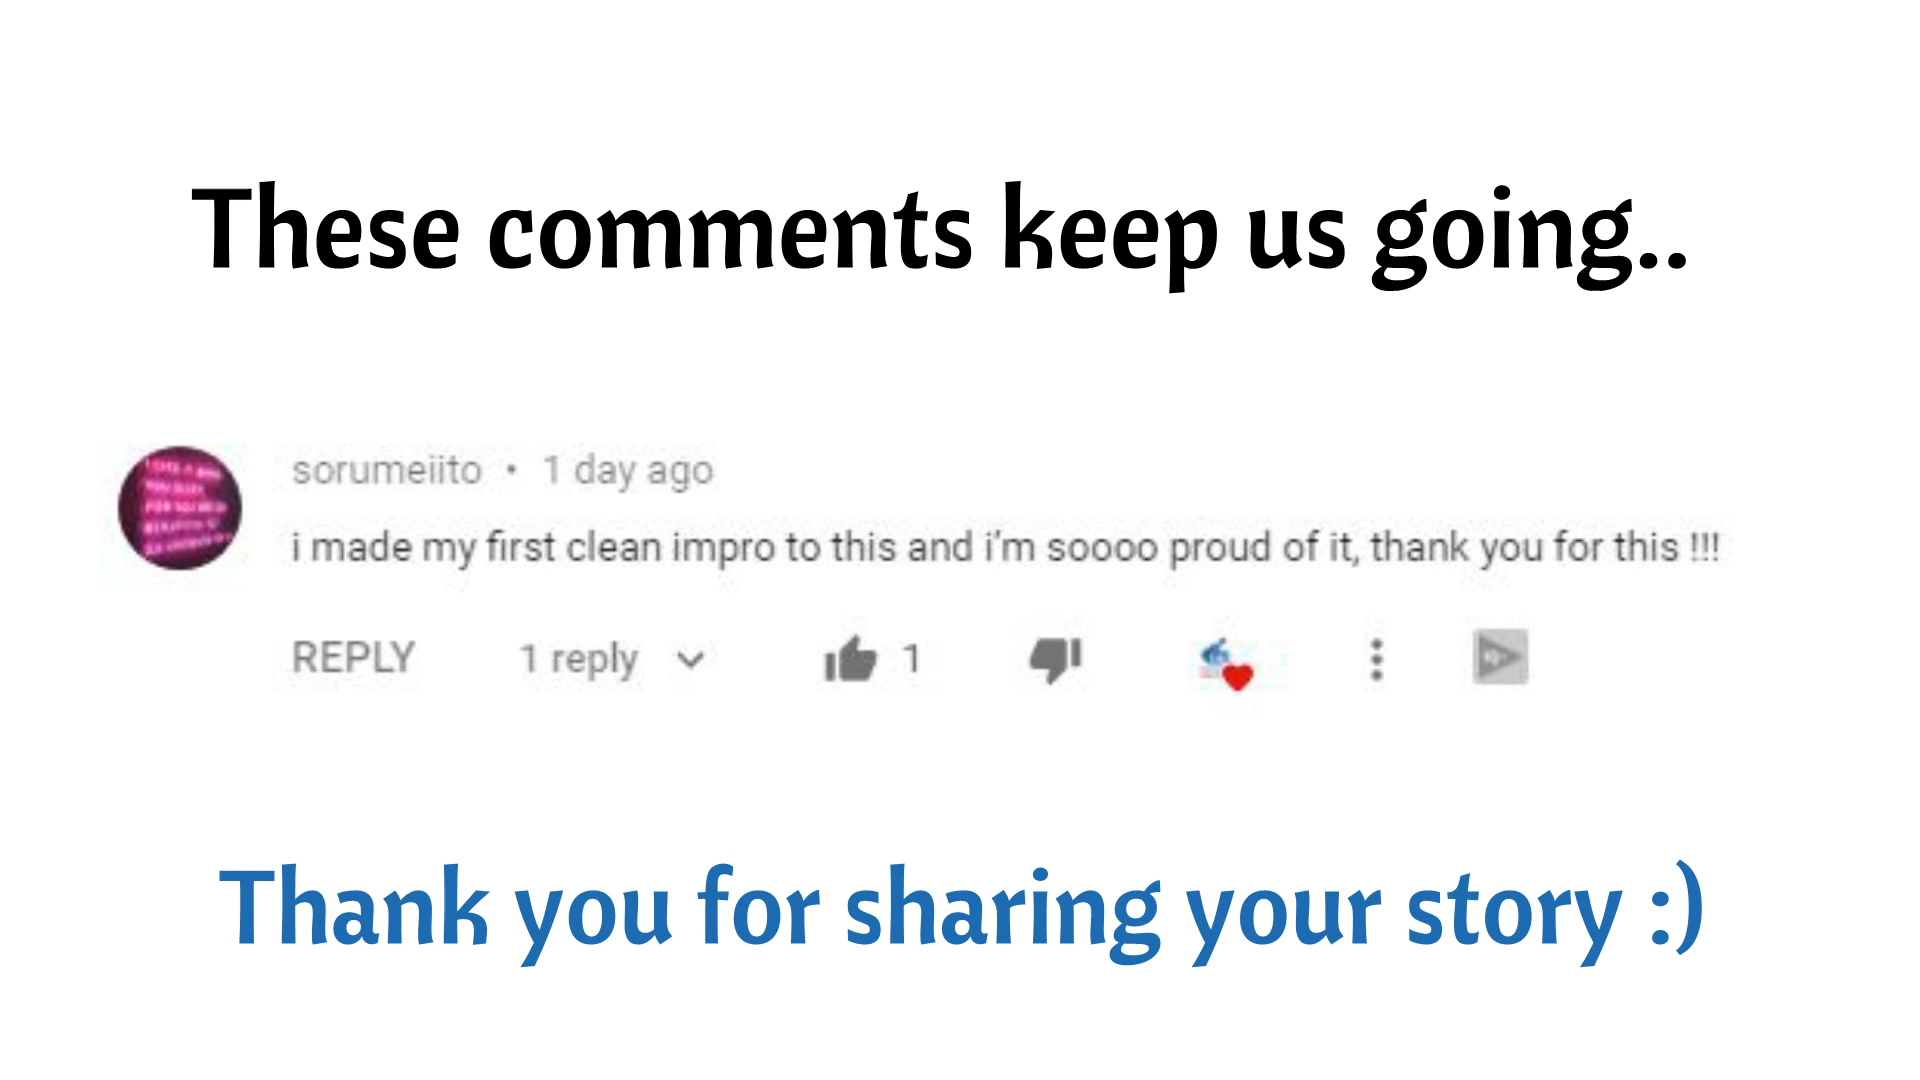 These comments keep us going..
sorumeiito • 1 day ago
i made my first clean impro to this and i'm soooo proud of it, thank you for this !!!
REPLY 1 reply 1
Thank you for sharing your story :)